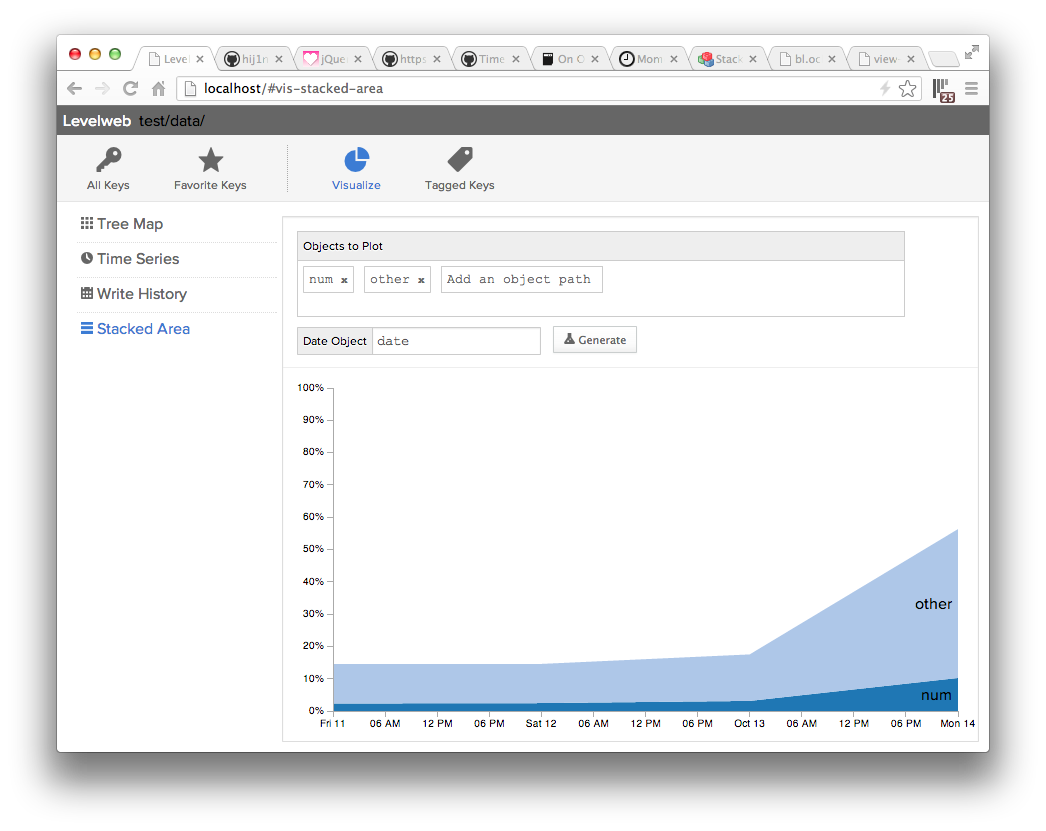 Level hij1r jQue https Time On O Mom Stack bl.oc view-
localhost/#vis-stacked-area
25
Levelweb test/data/
All Keys Favorite Keys Visualize Tagged Keys
Tree Map
Time Series
Write History
Stacked Area
Objects to Plot
num x other x Add an object path
Date Object date Generate
100%
90%
80%
70%
60%
50%
40%
30%
20%
10%
0%
other
num
Fri 11 06 AM 12 PM 06 PM Sat 12 06 AM 12 PM 06 PM Oct 13 06 AM 12 PM 06 PM Mon 14